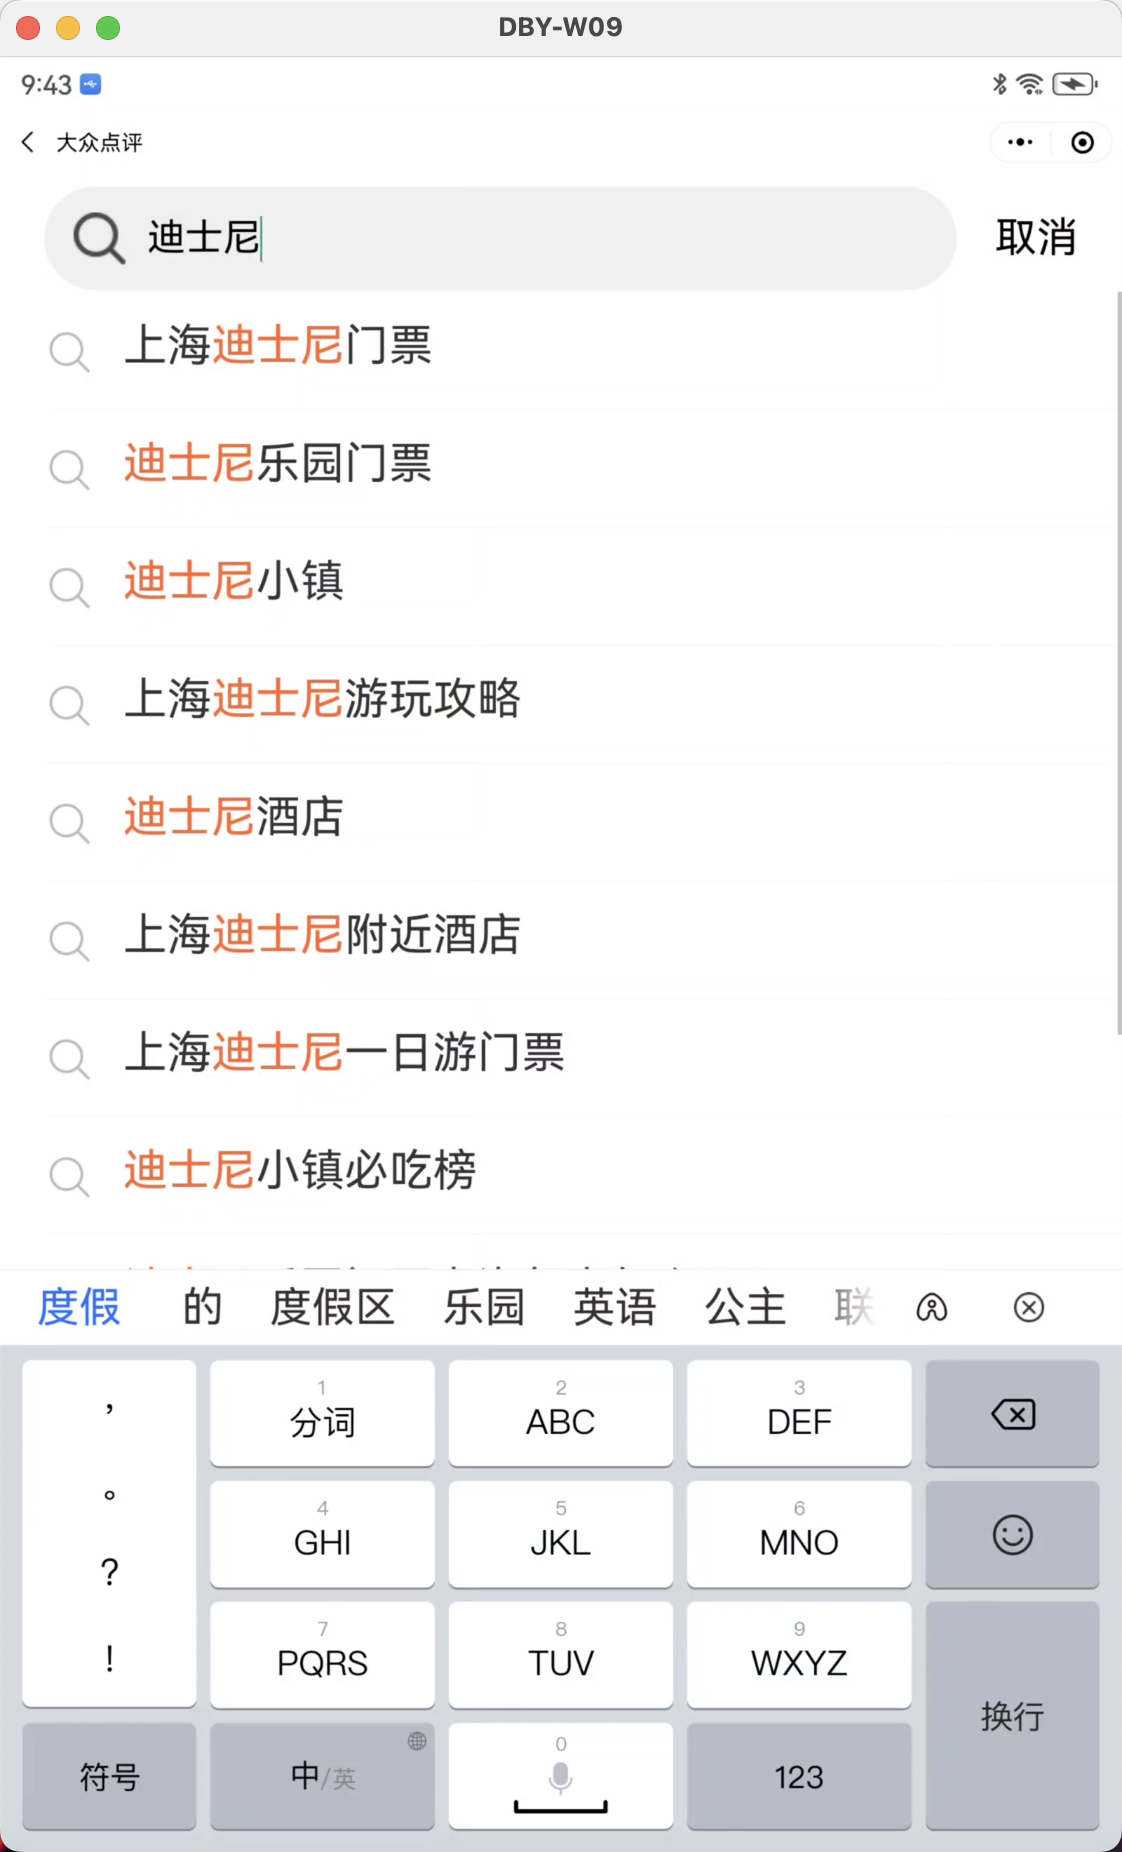 DBY-W09
9:43
大众点评
迪士尼
取消
上海迪士尼门票
迪士尼乐园门票
迪士尼小镇
上海迪士尼游玩攻略
迪士尼酒店
上海迪士尼附近酒店
上海迪士尼一日游门票
迪士尼小镇必吃榜
度假 的 度假区 乐园 英语 公主 联
，
。
？
！
1
分词
2
ABC
3
DEF
4
GHI
5
JKL
6
MNO
7
PQRS
8
TUV
9
WXYZ
换行
符号
中/英
0
123